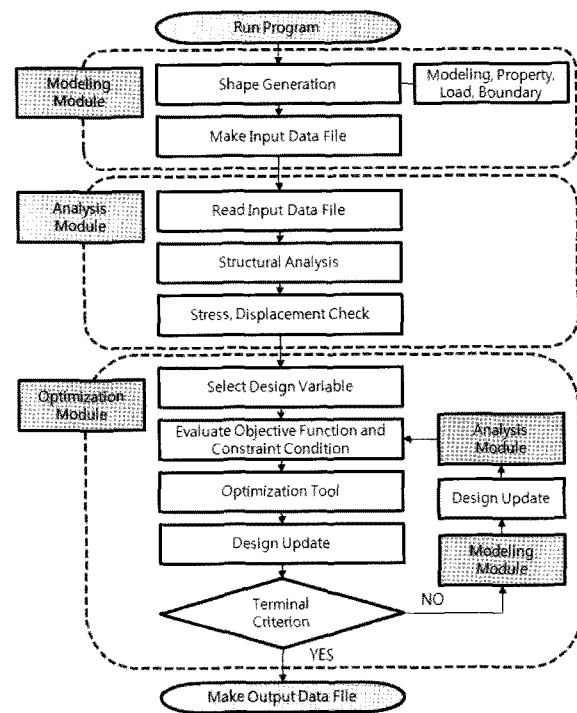 Run Program
Modeling
Module
Shape Generation
Modeling, Property,
Load, Boundary
Make Input Data File
Analysis
Module
Read Input Data File
Structural Analysis
Stress, Displacement Check
Optimization
Module
Select Design Variable
Evaluate Objective Function and
Constraint Condition
Analysis
Module
Optimization Tool
Design Update
Design Update
Modeling
Module
Terminal
Criterion
NO
YES
Make Output Data File